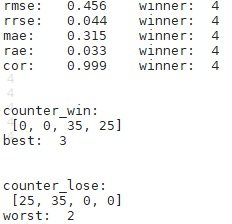 rmse: 0.456 winner: 4
rrse: 0.044 winner: 4
mae: 0.315 winner: 4
rae: 0.033 winner: 4
cor: 0.999 winner: 4
4
4
counter_win:
[0, 0, 35, 25]
best: 3
counter_lose:
[25, 35, 0, 0]
worst: 2